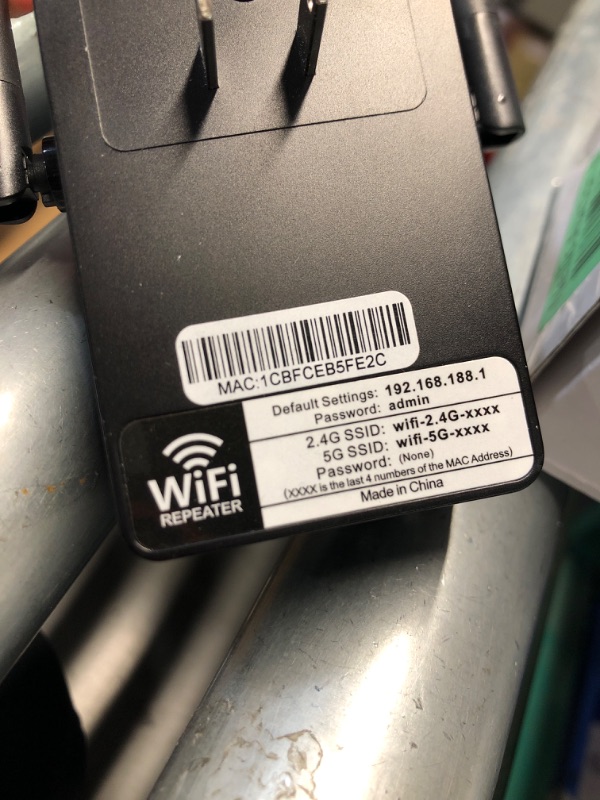 MAC:1CBFCEB5FE2C
Default Settings: 192.168.188.1
Password: admin
2.4G SSID: wifi-2.4G-xxxx
5G SSID: wifi-5G-xxxx
Password: (None)
(XXXX is the last 4 numbers of the MAC Address)
Made in China
WiFi
REPEATER